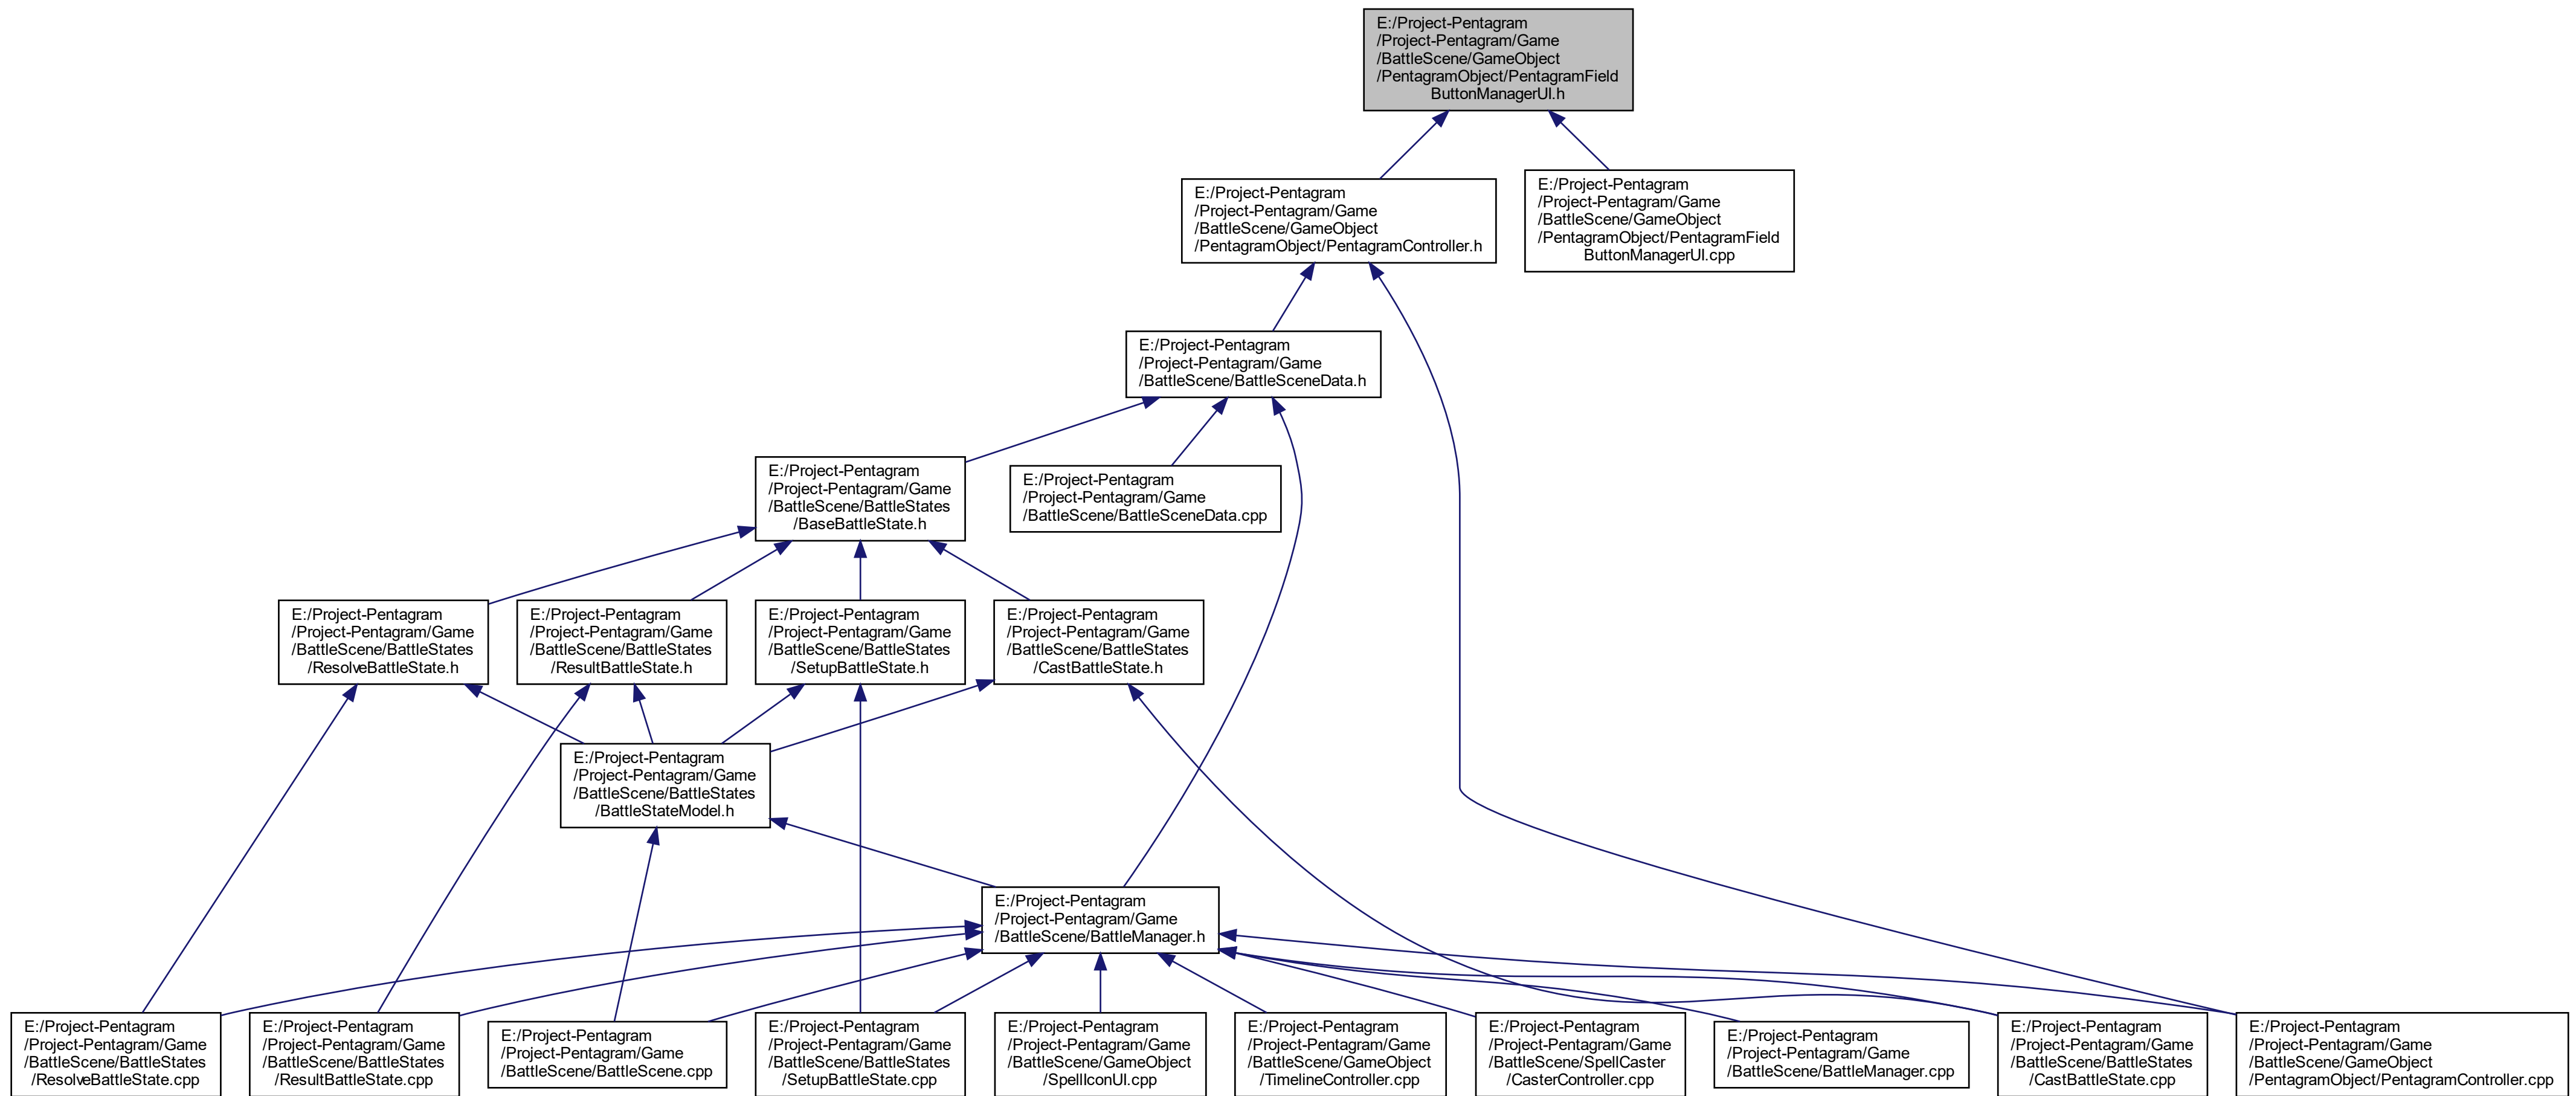 E:/Project-Pentagram
/Project-Pentagram/Game
/BattleScene/GameObject
/PentagramObject/PentagramField
ButtonManagerUI.h
E:/Project-Pentagram
/Project-Pentagram/Game
/BattleScene/GameObject
/PentagramObject/PentagramController.h
E:/Project-Pentagram
/Project-Pentagram/Game
/BattleScene/GameObject
/PentagramObject/PentagramField
ButtonManagerUI.cpp
E:/Project-Pentagram
/Project-Pentagram/Game
/BattleScene/BattleSceneData.h
E:/Project-Pentagram
/Project-Pentagram/Game
/BattleScene/BattleStates
/BaseBattleState.h
E:/Project-Pentagram
/Project-Pentagram/Game
/BattleScene/BattleSceneData.cpp
E:/Project-Pentagram
/Project-Pentagram/Game
/BattleScene/BattleStates
/ResolveBattleState.h
E:/Project-Pentagram
/Project-Pentagram/Game
/BattleScene/BattleStates
/ResultBattleState.h
E:/Project-Pentagram
/Project-Pentagram/Game
/BattleScene/BattleStates
/SetupBattleState.h
E:/Project-Pentagram
/Project-Pentagram/Game
/BattleScene/BattleStates
/CastBattleState.h
E:/Project-Pentagram
/Project-Pentagram/Game
/BattleScene/BattleStates
/BattleStateModel.h
E:/Project-Pentagram
/Project-Pentagram/Game
/BattleScene/BattleManager.h
E:/Project-Pentagram
/Project-Pentagram/Game
/BattleScene/BattleStates
/ResolveBattleState.cpp
E:/Project-Pentagram
/Project-Pentagram/Game
/BattleScene/BattleStates
/ResultBattleState.cpp
E:/Project-Pentagram
/Project-Pentagram/Game
/BattleScene/BattleScene.cpp
E:/Project-Pentagram
/Project-Pentagram/Game
/BattleScene/BattleStates
/SetupBattleState.cpp
E:/Project-Pentagram
/Project-Pentagram/Game
/BattleScene/GameObject
/SpellIconUI.cpp
E:/Project-Pentagram
/Project-Pentagram/Game
/BattleScene/GameObject
/TimelineController.cpp
E:/Project-Pentagram
/Project-Pentagram/Game
/BattleScene/SpellCaster
/CasterController.cpp
E:/Project-Pentagram
/Project-Pentagram/Game
/BattleScene/BattleManager.cpp
E:/Project-Pentagram
/Project-Pentagram/Game
/BattleScene/BattleStates
/CastBattleState.cpp
E:/Project-Pentagram
/Project-Pentagram/Game
/BattleScene/GameObject
/PentagramObject/PentagramController.cpp